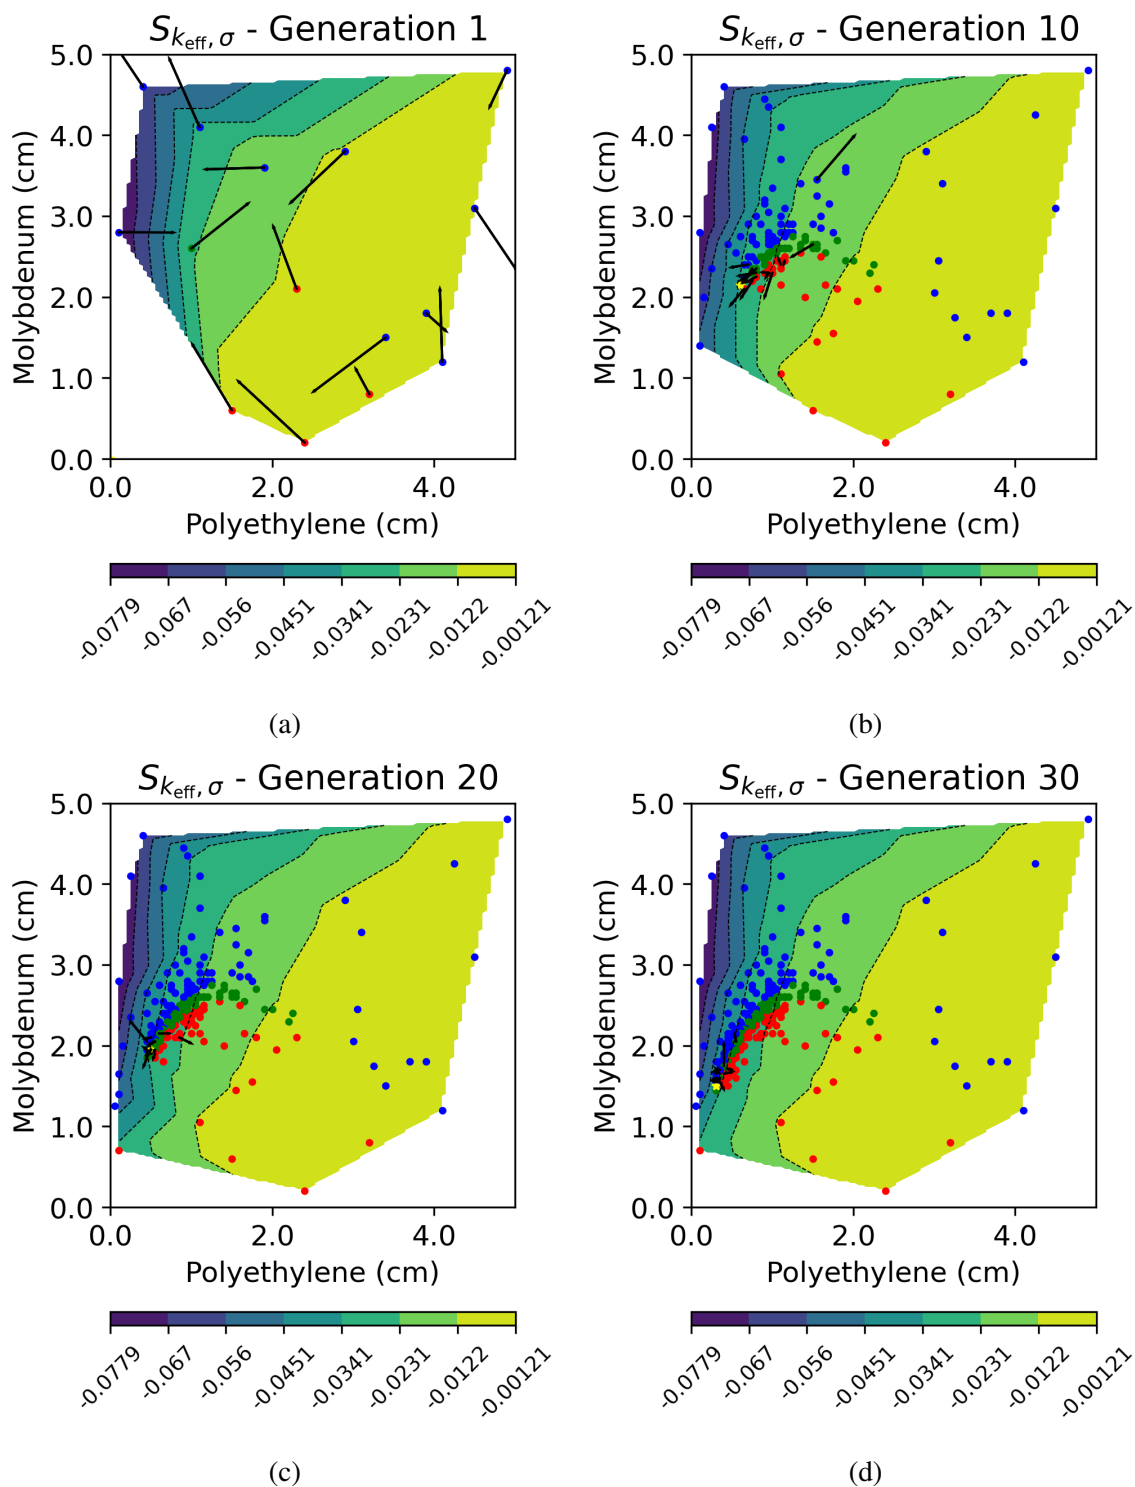 S_{k_eff, σ} - Generation 1
5.0
4.0
3.0
2.0
1.0
0.0
Molybdenum (cm)
0.0 2.0 4.0
Polyethylene (cm)
-0.0779 -0.067 -0.056 -0.0451 -0.0341 -0.0231 -0.0122 -0.00121
(a)
S_{k_eff, σ} - Generation 10
5.0
4.0
3.0
2.0
1.0
0.0
Molybdenum (cm)
0.0 2.0 4.0
Polyethylene (cm)
-0.0779 -0.067 -0.056 -0.0451 -0.0341 -0.0231 -0.0122 -0.00121
(b)
S_{k_eff, σ} - Generation 20
5.0
4.0
3.0
2.0
1.0
0.0
Molybdenum (cm)
0.0 2.0 4.0
Polyethylene (cm)
-0.0779 -0.067 -0.056 -0.0451 -0.0341 -0.0231 -0.0122 -0.00121
(c)
S_{k_eff, σ} - Generation 30
5.0
4.0
3.0
2.0
1.0
0.0
Molybdenum (cm)
0.0 2.0 4.0
Polyethylene (cm)
-0.0779 -0.067 -0.056 -0.0451 -0.0341 -0.0231 -0.0122 -0.00121
(d)